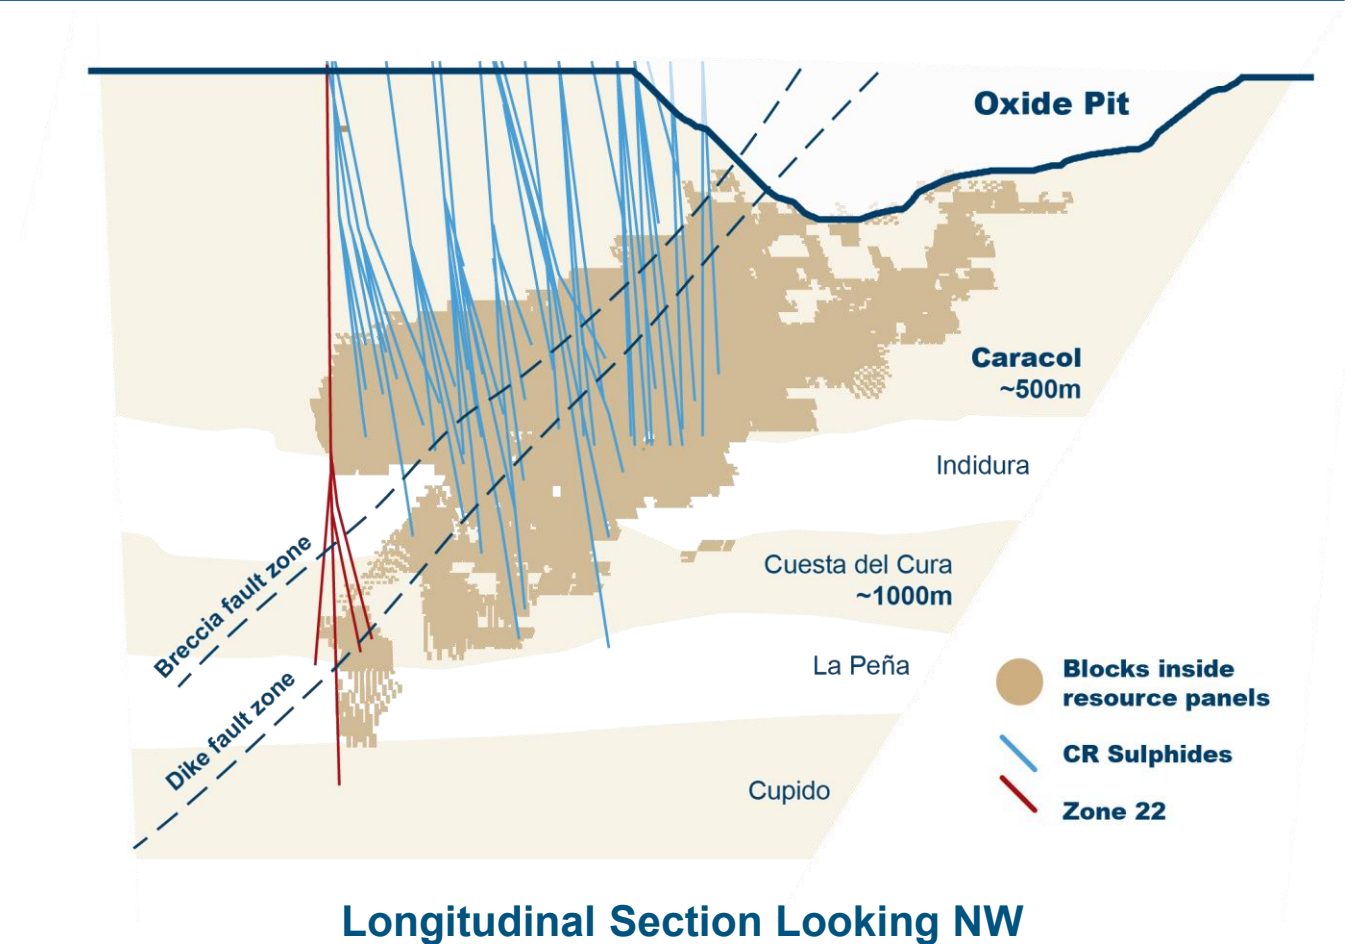 Oxide Pit
Caracol
~500m
Indidura
Cuesta del Cura
~1000m
Breccia fault zone
La Peña
Dike fault zone
Cupido
Blocks inside
resource panels
CR Sulphides
Zone 22
Longitudinal Section Looking NW